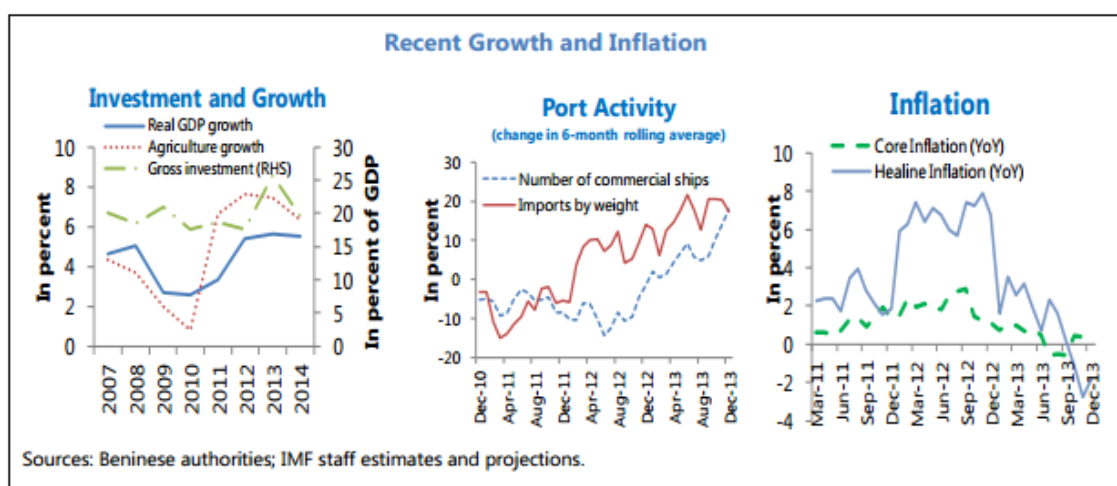 Recent Growth and Inflation
Investment and Growth
Real GDP growth
Agriculture growth
Gross investment (RHS)
In percent
10
8
6
4
2
0
30
25
20
15
10
5
0
In percent of GDP
2007
2008
2009
2010
2011
2012
2013
2014
Port Activity
(change in 6-month rolling average)
Number of commercial ships
Imports by weight
In percent
30
20
10
0
-10
-20
Dec-10
Apr-11
Aug-11
Dec-11
Apr-12
Aug-12
Dec-12
Apr-13
Aug-13
Dec-13
Inflation
Core Inflation (YoY)
Healine Inflation (YoY)
In percent
10
8
6
4
2
0
-2
-4
Mar-11
Jun-11
Sep-11
Dec-11
Mar-12
Jun-12
Sep-12
Dec-12
Mar-13
Jun-13
Sep-13
Dec-13
Sources: Beninese authorities; IMF staff estimates and projections.